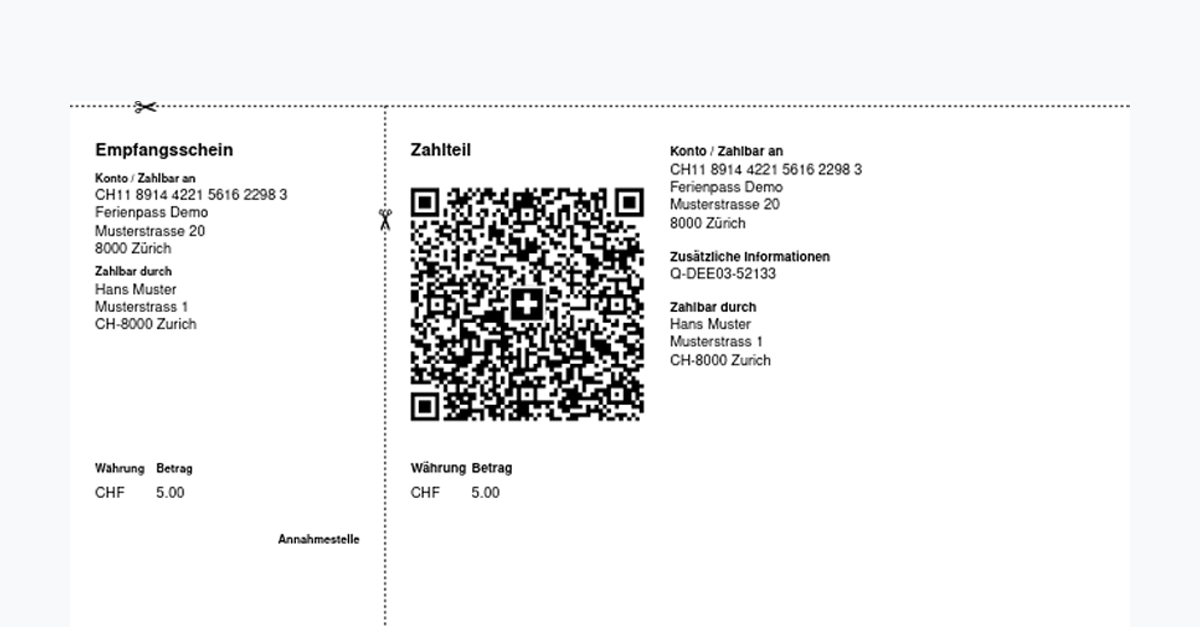 Empfangsschein
Konto / Zahlbar an
CH11 8914 4221 5616 2298 3
Ferienpass Demo
Musterstrasse 20
8000 Zürich
Zahlbar durch
Hans Muster
Musterstrass 1
CH-8000 Zurich
Währung Betrag
CHF 5.00
Annahmestelle
Zahlteil
Währung Betrag
CHF 5.00
Konto / Zahlbar an
CH11 8914 4221 5616 2298 3
Ferienpass Demo
Musterstrasse 20
8000 Zürich
Zusätzliche Informationen
Q-DEE03-52133
Zahlbar durch
Hans Muster
Musterstrass 1
CH-8000 Zurich